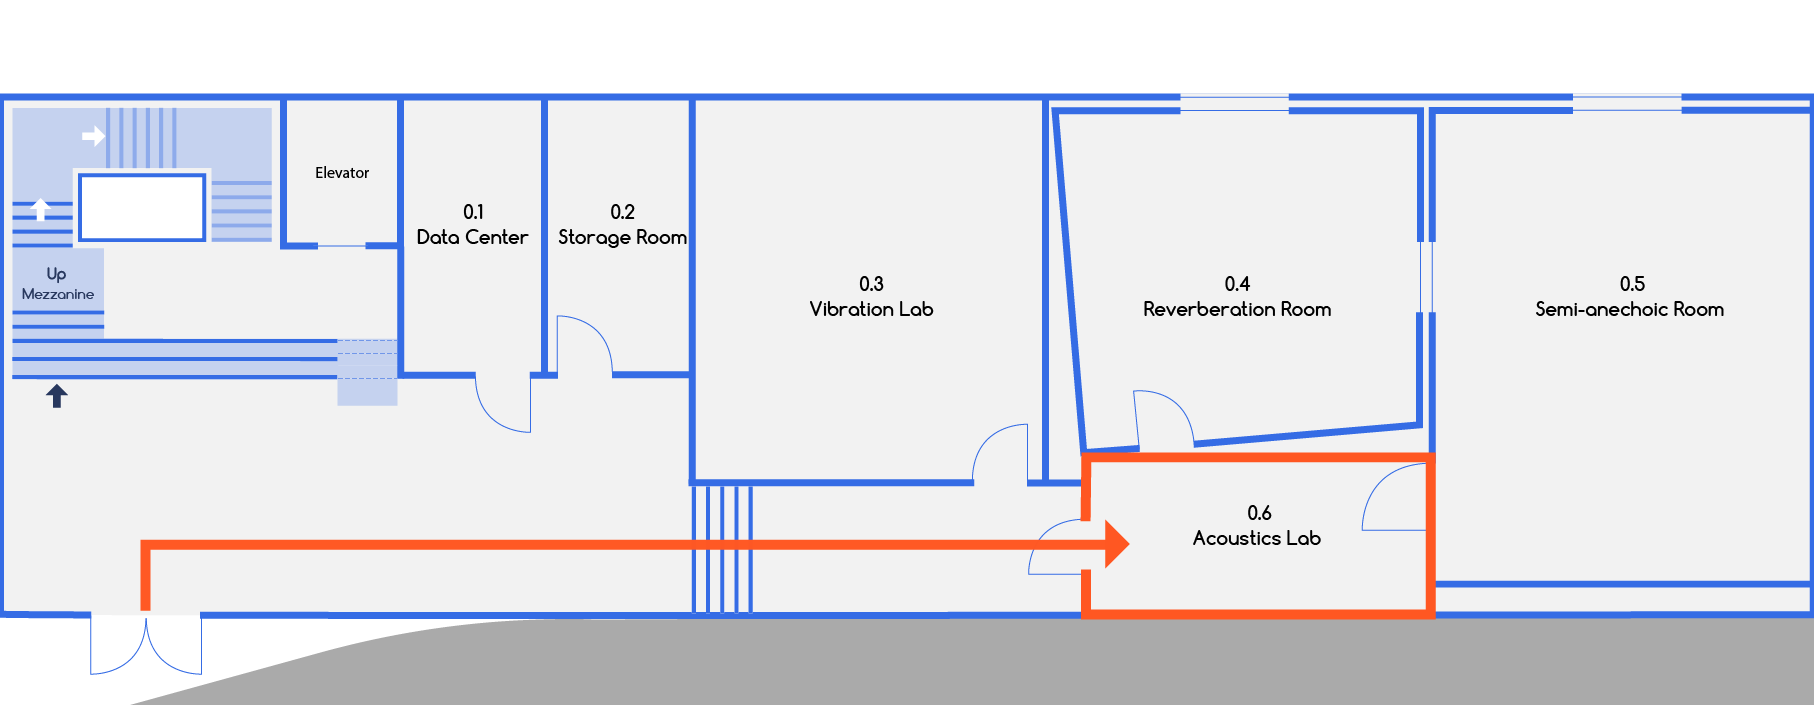 Elevator
0.1
Data Center
0.2
Storage Room
Up
Mezzanine
0.3
Vibration Lab
0.4
Reverberation Room
0.5
Semi-anechoic Room
0.6
Acoustics Lab